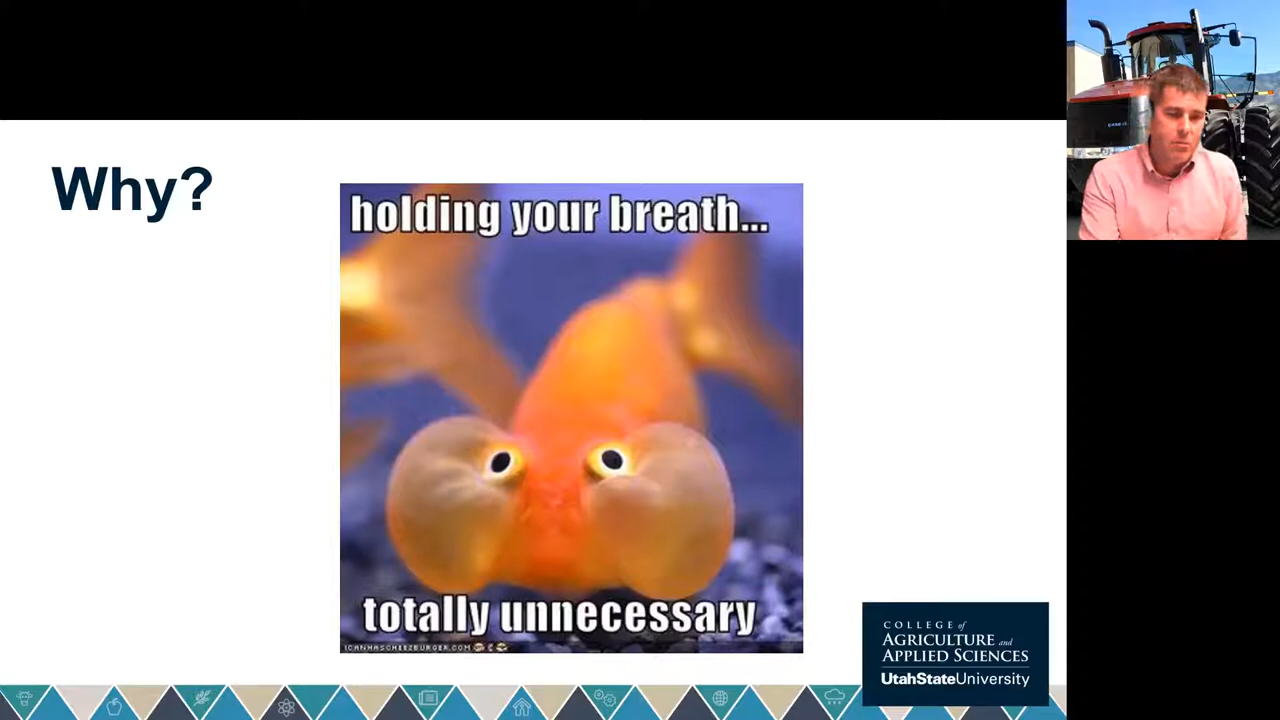 Why?
holding your breath...
totally unnecessary
ICANHASCHEEZBURGER.COM
COLLEGE of
AGRICULTURE and
APPLIED SCIENCES
UtahStateUniversity